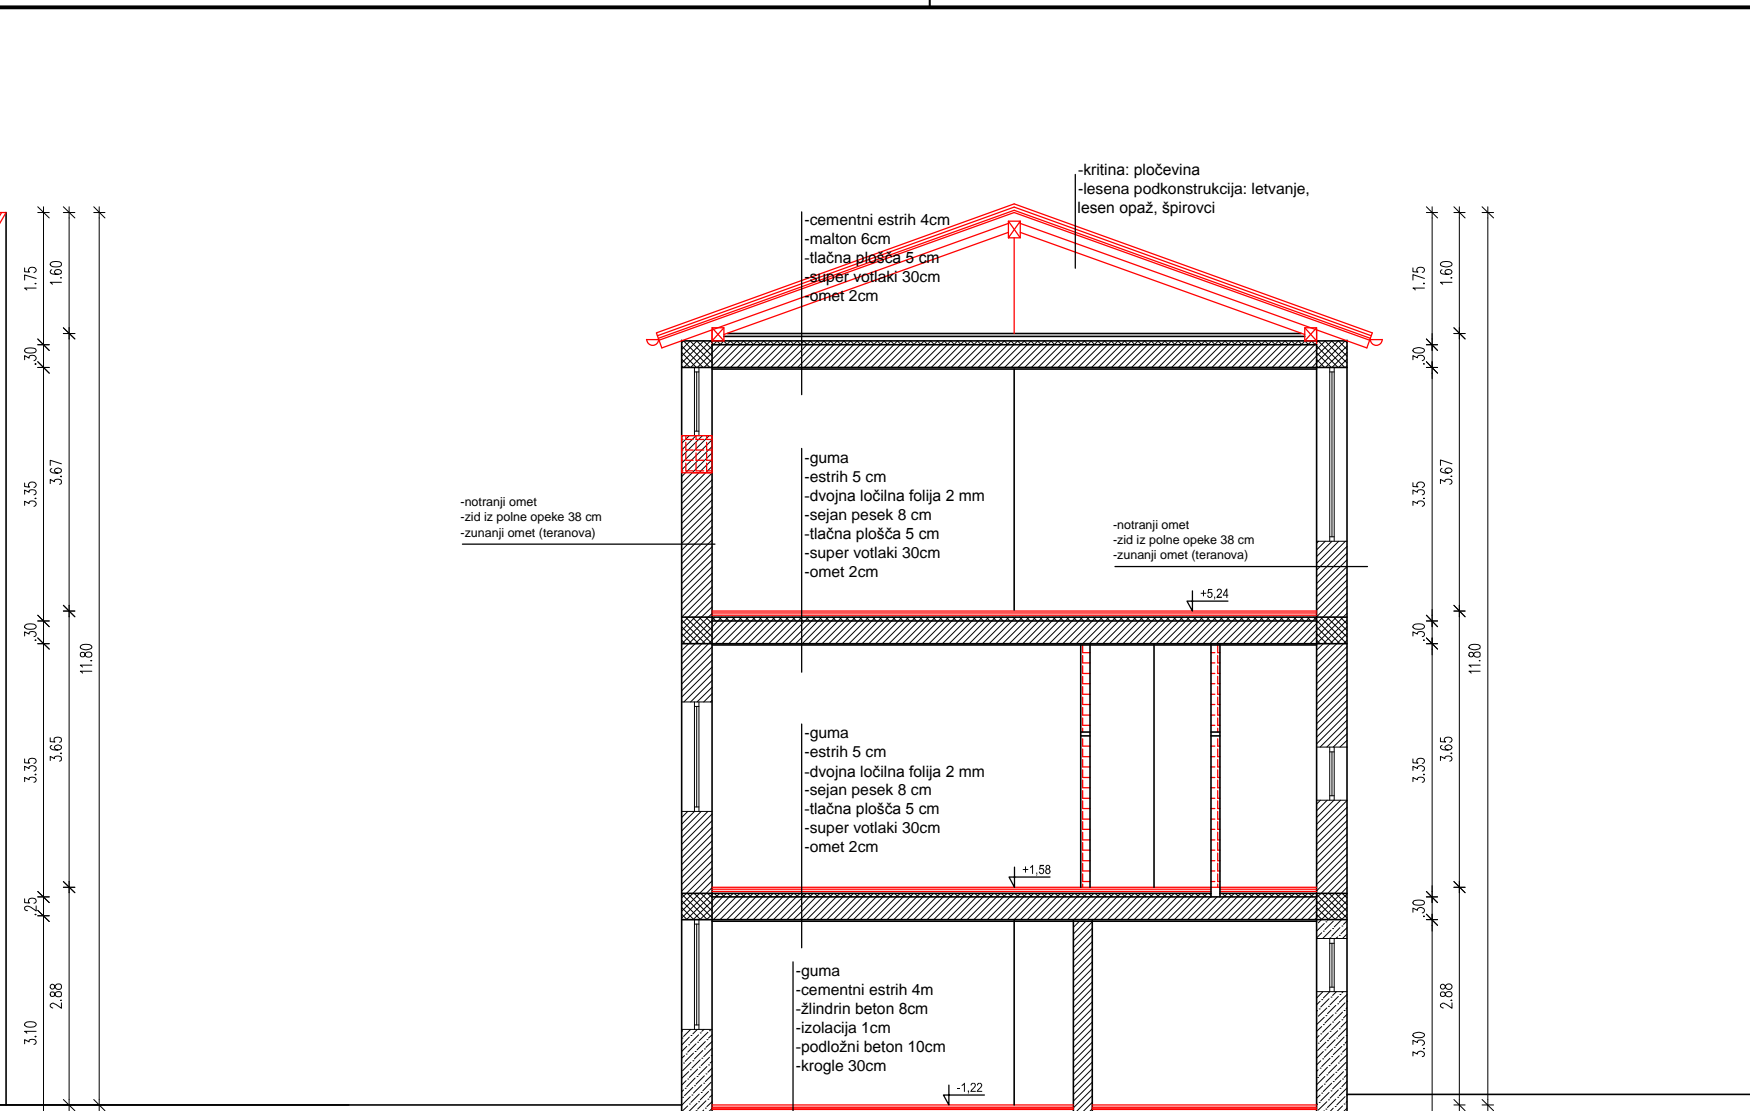 -kritina: pločevina
-lesena podkonstrukcija: letvanje,
lesen opaž, špirovci
-cementni estrih 4cm
-malton 6cm
-tlačna plošča 5 cm
-super votlaki 30cm
-omet 2cm
-guma
-estrih 5 cm
-dvojna ločilna folija 2 mm
-sejan pesek 8 cm
-tlačna plošča 5 cm
-super votlaki 30cm
-omet 2cm
-notranji omet
-zid iz polne opeke 38 cm
-zunanji omet (teranova)
-notranji omet
-zid iz polne opeke 38 cm
-zunanji omet (teranova)
+5,24
-guma
-estrih 5 cm
-dvojna ločilna folija 2 mm
-sejan pesek 8 cm
-tlačna plošča 5 cm
-super votlaki 30cm
-omet 2cm
+1,58
-guma
-cementni estrih 4m
-žlindrin beton 8cm
-izolacija 1cm
-podložni beton 10cm
-krogle 30cm
-1,22
1.75
.30
3.35
.30
3.35
.25
3.10
1.60
3.67
3.65
2.88
11.80
1.75
.30
3.35
.30
3.35
.30
3.30
1.60
3.67
3.65
2.88
11.80